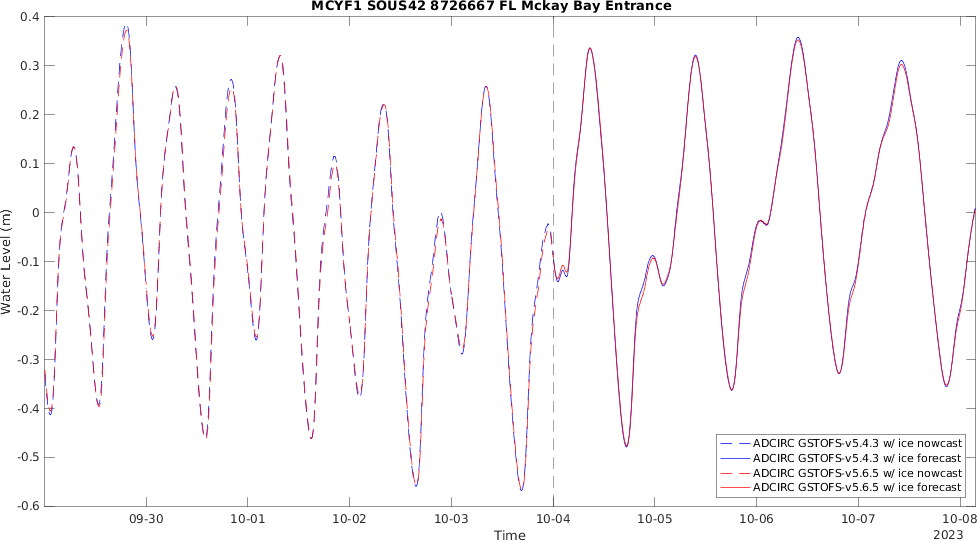 MCYF1 SOUS42 8726667 FL Mckay Bay Entrance
0.4
0.3
0.2
0.1
0
-0.1
-0.2
-0.3
-0.4
-0.5
-0.6
Water Level (m)
ADCIRC GSTOFS-v5.4.3 w/ ice nowcast
ADCIRC GSTOFS-v5.4.3 w/ ice forecast
ADCIRC GSTOFS-v5.6.5 w/ ice nowcast
ADCIRC GSTOFS-v5.6.5 w/ ice forecast
09-30 10-01 10-02 10-03 10-04 10-05 10-06 10-07 10-08
Time 2023